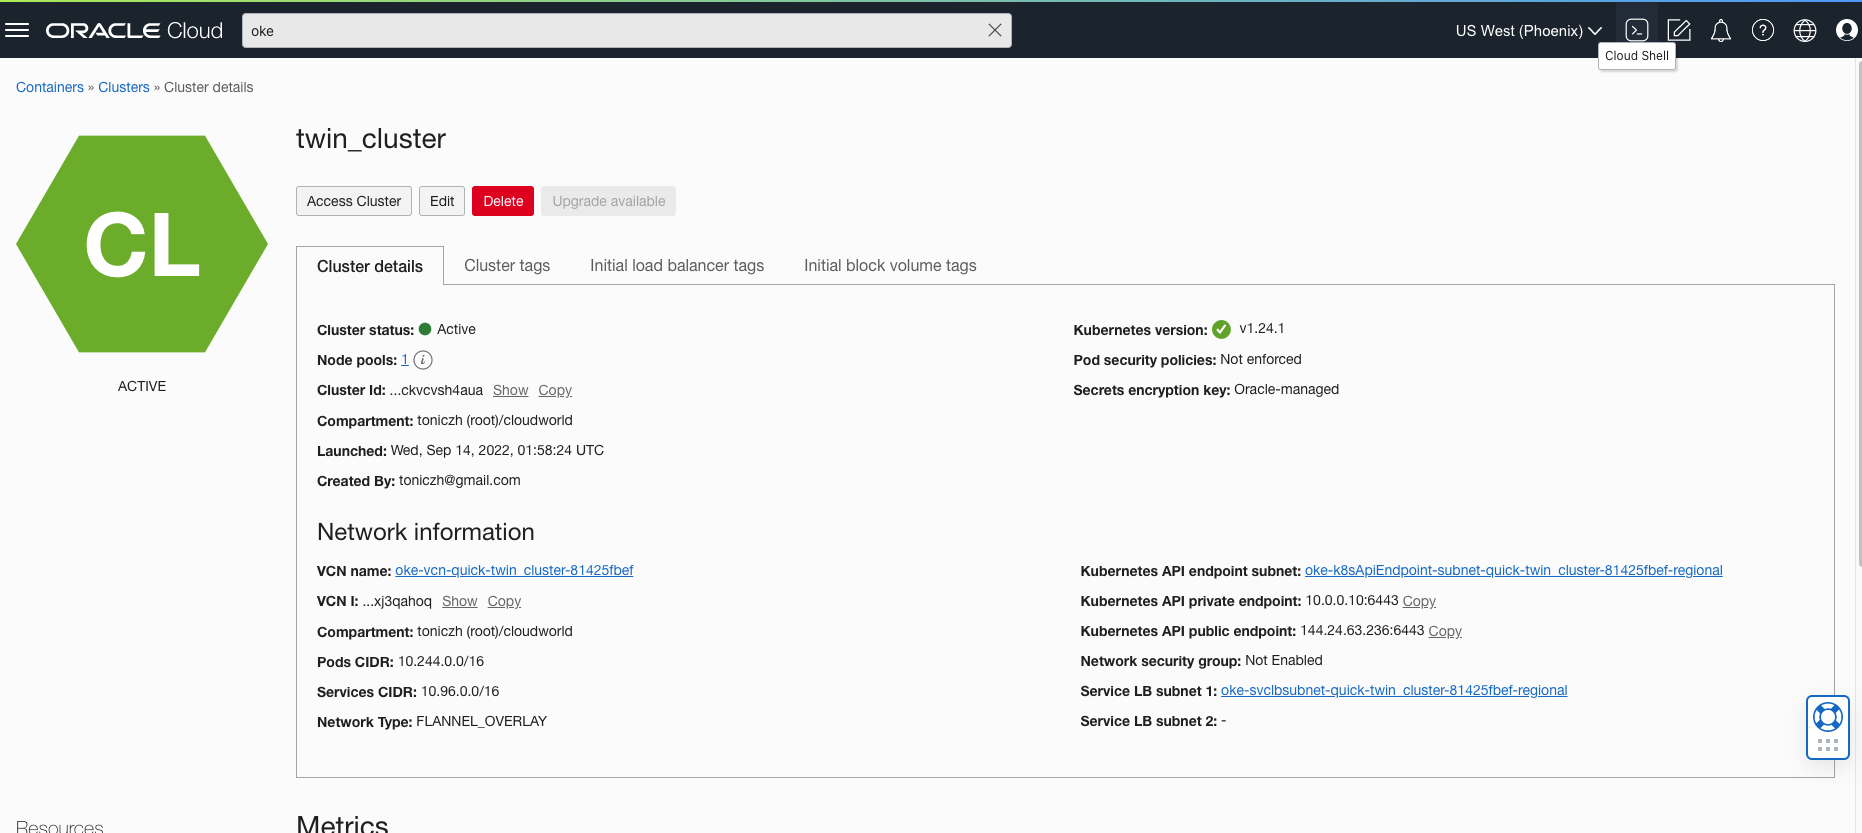 ORACLE Cloud
oke
US West (Phoenix)
Cloud Shell
Containers » Clusters » Cluster details
CL
ACTIVE
twin_cluster
Access Cluster Edit Delete Upgrade available
Cluster details Cluster tags Initial load balancer tags Initial block volume tags
Cluster status: Active
Node pools: 1
Cluster Id: ...ckvcvsh4aua Show Copy
Compartment: toniczh (root)/cloudworld
Launched: Wed, Sep 14, 2022, 01:58:24 UTC
Created By: toniczh@gmail.com
Kubernetes version: v1.24.1
Pod security policies: Not enforced
Secrets encryption key: Oracle-managed
Network information
VCN name: oke-vcn-quick-twin_cluster-81425fbef
VCN I: ...xj3qahoq Show Copy
Compartment: toniczh (root)/cloudworld
Pods CIDR: 10.244.0.0/16
Services CIDR: 10.96.0.0/16
Network Type: FLANNEL_OVERLAY
Kubernetes API endpoint subnet: oke-k8sApiEndpoint-subnet-quick-twin_cluster-81425fbef-regional
Kubernetes API private endpoint: 10.0.0.10:6443 Copy
Kubernetes API public endpoint: 144.24.63.236:6443 Copy
Network security group: Not Enabled
Service LB subnet 1: oke-svclbsubnet-quick-twin_cluster-81425fbef-regional
Service LB subnet 2: -
Resources
Metrics